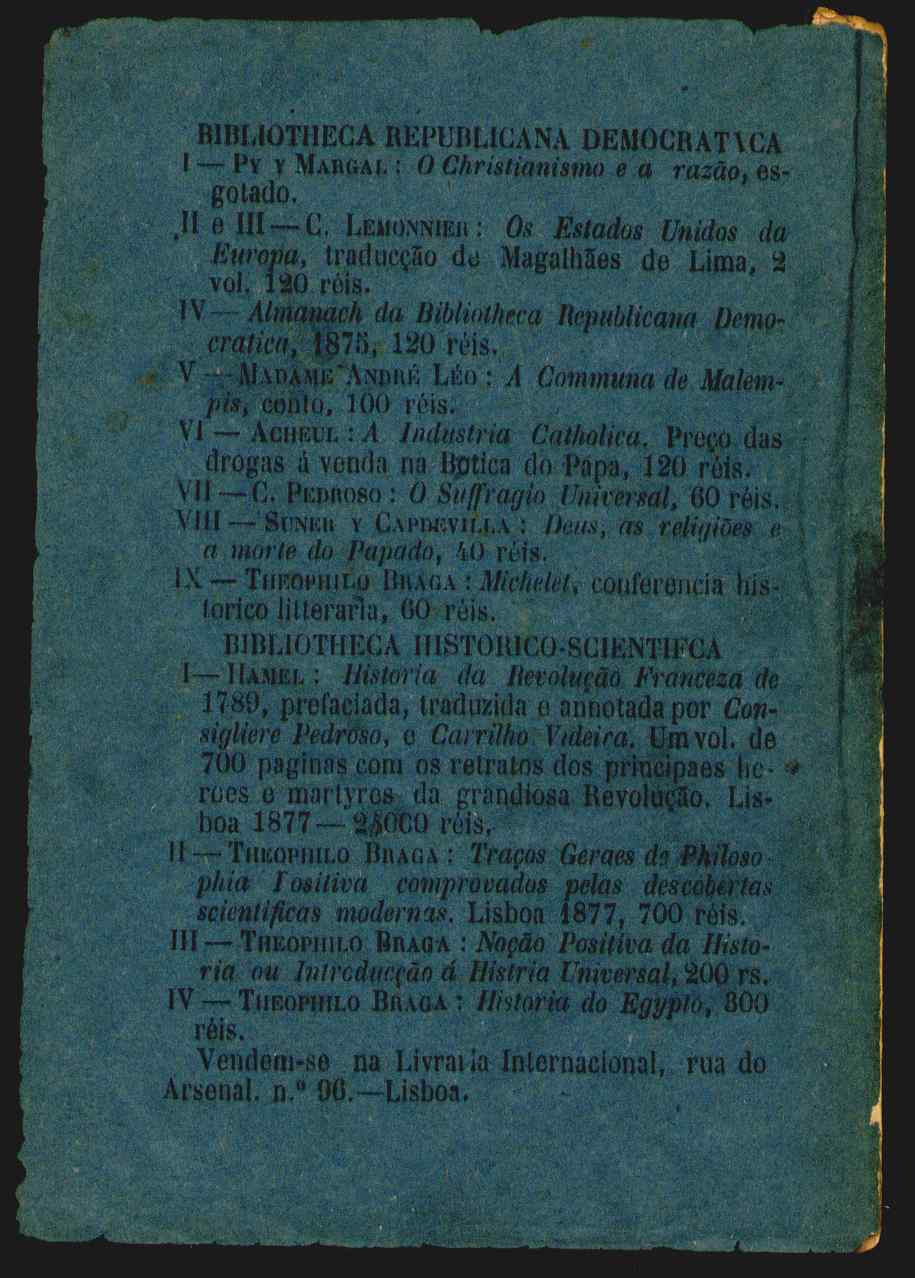 BIBLIOTHECA REPUBLICANA DEMOCRATICA
I — PY Y MARGAL : O Christianismo e a razão, es-
gotado.
II e III — C. LEMONNIER : Os Estados Unidos da
Europa, traducção de Magalhães de Lima, 2
vol. 120 réis.
IV — Almanach da Bibliotheca Republicana Demo-
cratica, 1875, 120 réis.
V — MADAME ANDRÉ LÉO : A Communa de Malem-
pis, conto, 100 réis.
VI — ACHEUL : A Industria Catholica. Preço das
drogas á venda na Botica do Papa, 120 réis.
VII — C. PEDROSO : O Suffragio Universal, 60 réis.
VIII — SUNER Y CAPDEVILLA : Deus, as religiões e
a morte do Papado, 40 réis.
IX — THEOPHILO BRAGA : Michelet, conferencia his-
torico litteraria, 60 réis.
BIBLIOTHECA HISTORICO-SCIENTIFCA
I — HAMEL : Historia da Revolução Franceza de
1789, prefaciada, traduzida e annotada por Con-
sigliere Pedroso, e Carrilho Videira. Um vol. de
700 paginas com os retratos dos principaes he-
roes e martyres da grandiosa Revolução. Lis-
boa 1877 — 2$000 réis.
II — THEOPHILO BRAGA : Traços Geraes de Philoso-
phia Positiva comprovados pelas descobertas
scientificas modernas. Lisboa 1877, 700 réis.
III — THEOPHILO BRAGA : Noção Positiva da Histo-
ria ou Introducção á Histria Universal, 200 rs.
IV — THEOPHILO BRAGA : Historia do Egypto, 300
réis.
Vendem-se na Livraria Internacional, rua do
Arsenal. n.º 96.—Lisboa.